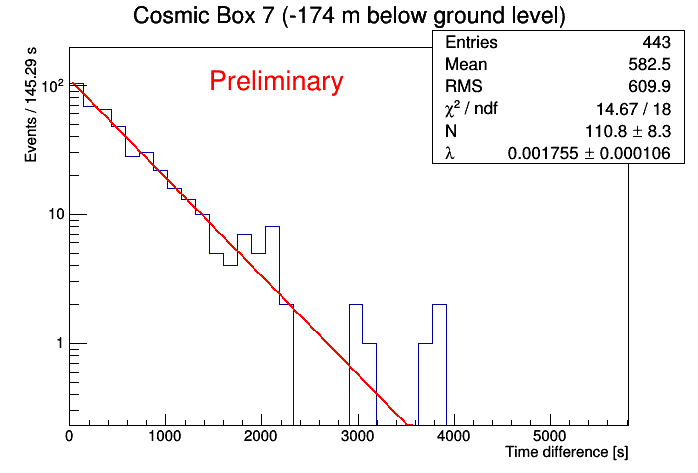 Cosmic Box 7 (-174 m below ground level)
Entries 443
Mean 582.5
RMS 609.9
χ² / ndf 14.67 / 18
N 110.8 ± 8.3
λ 0.001755 ± 0.000106
Preliminary
Events / 145.29 s
10²
10
1
0 1000 2000 3000 4000 5000
Time difference [s]